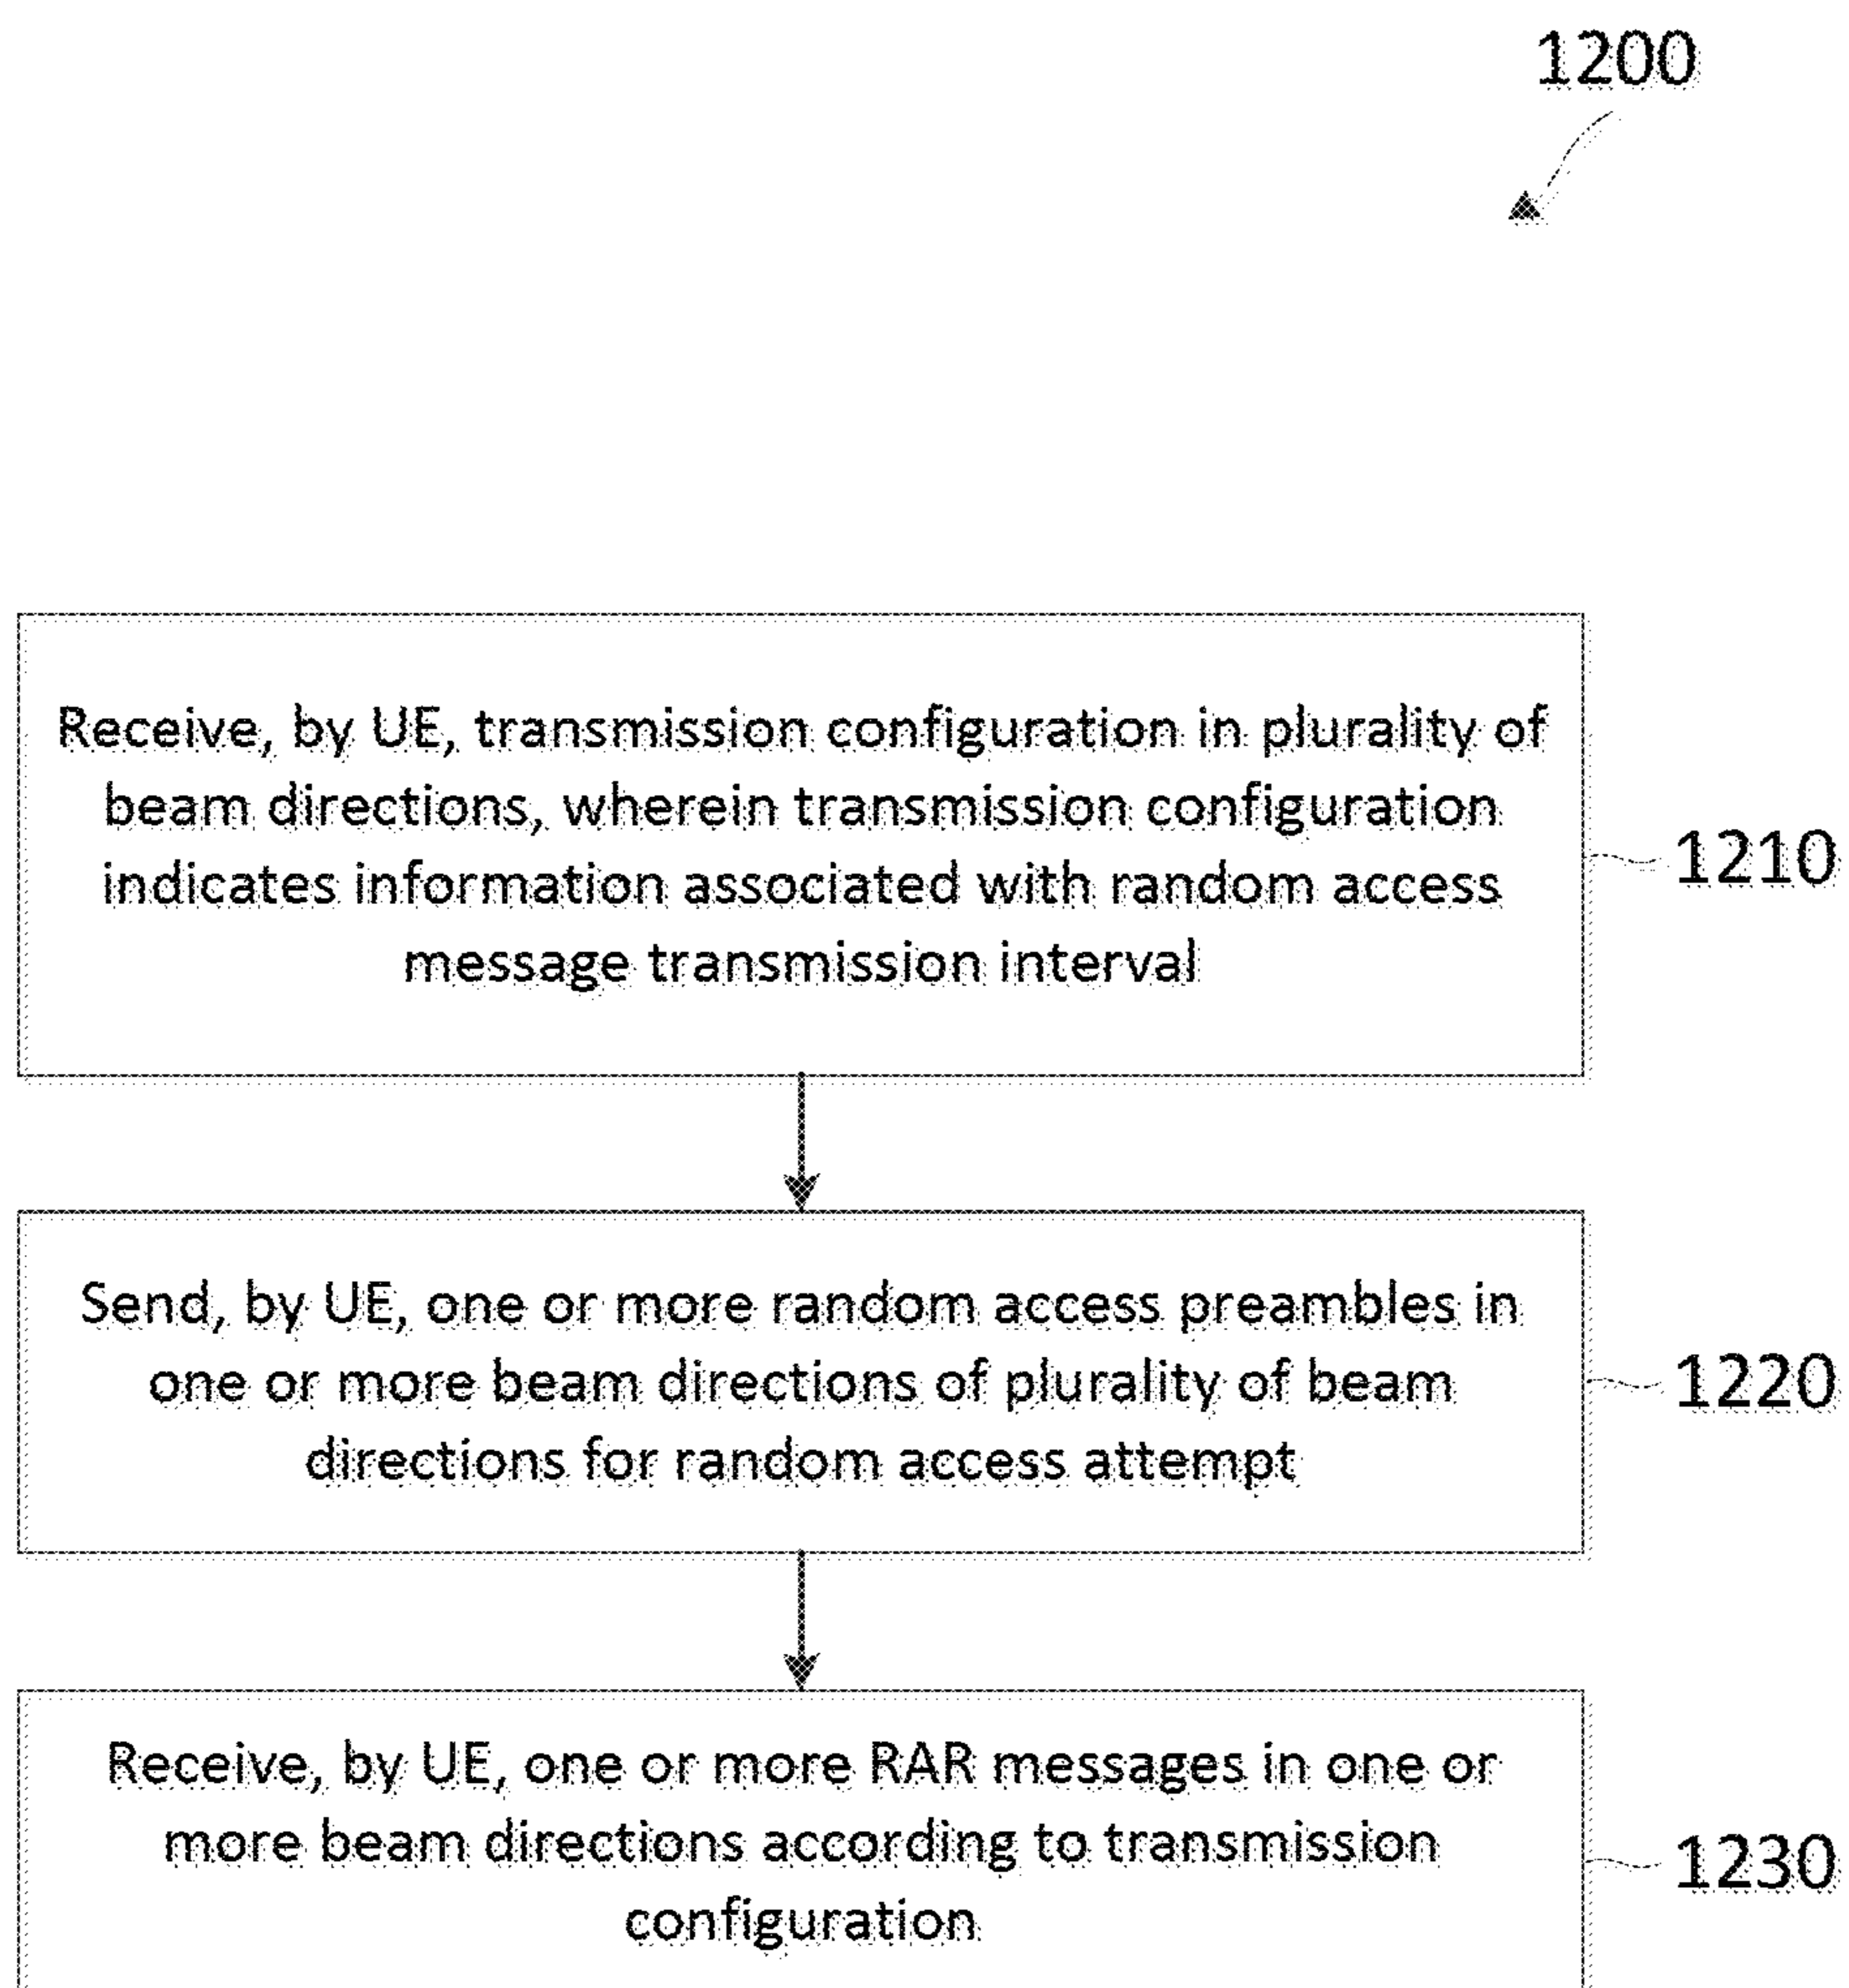 1200
Receive, by UE, transmission configuration in plurality of
beam directions, wherein transmission configuration
indicates information associated with random access
message transmission interval
1210
Send, by UE, one or more random access preambles in
one or more beam directions of plurality of beam
directions for random access attempt
1220
Receive, by UE, one or more RAR messages in one or
more beam directions according to transmission
configuration
1230